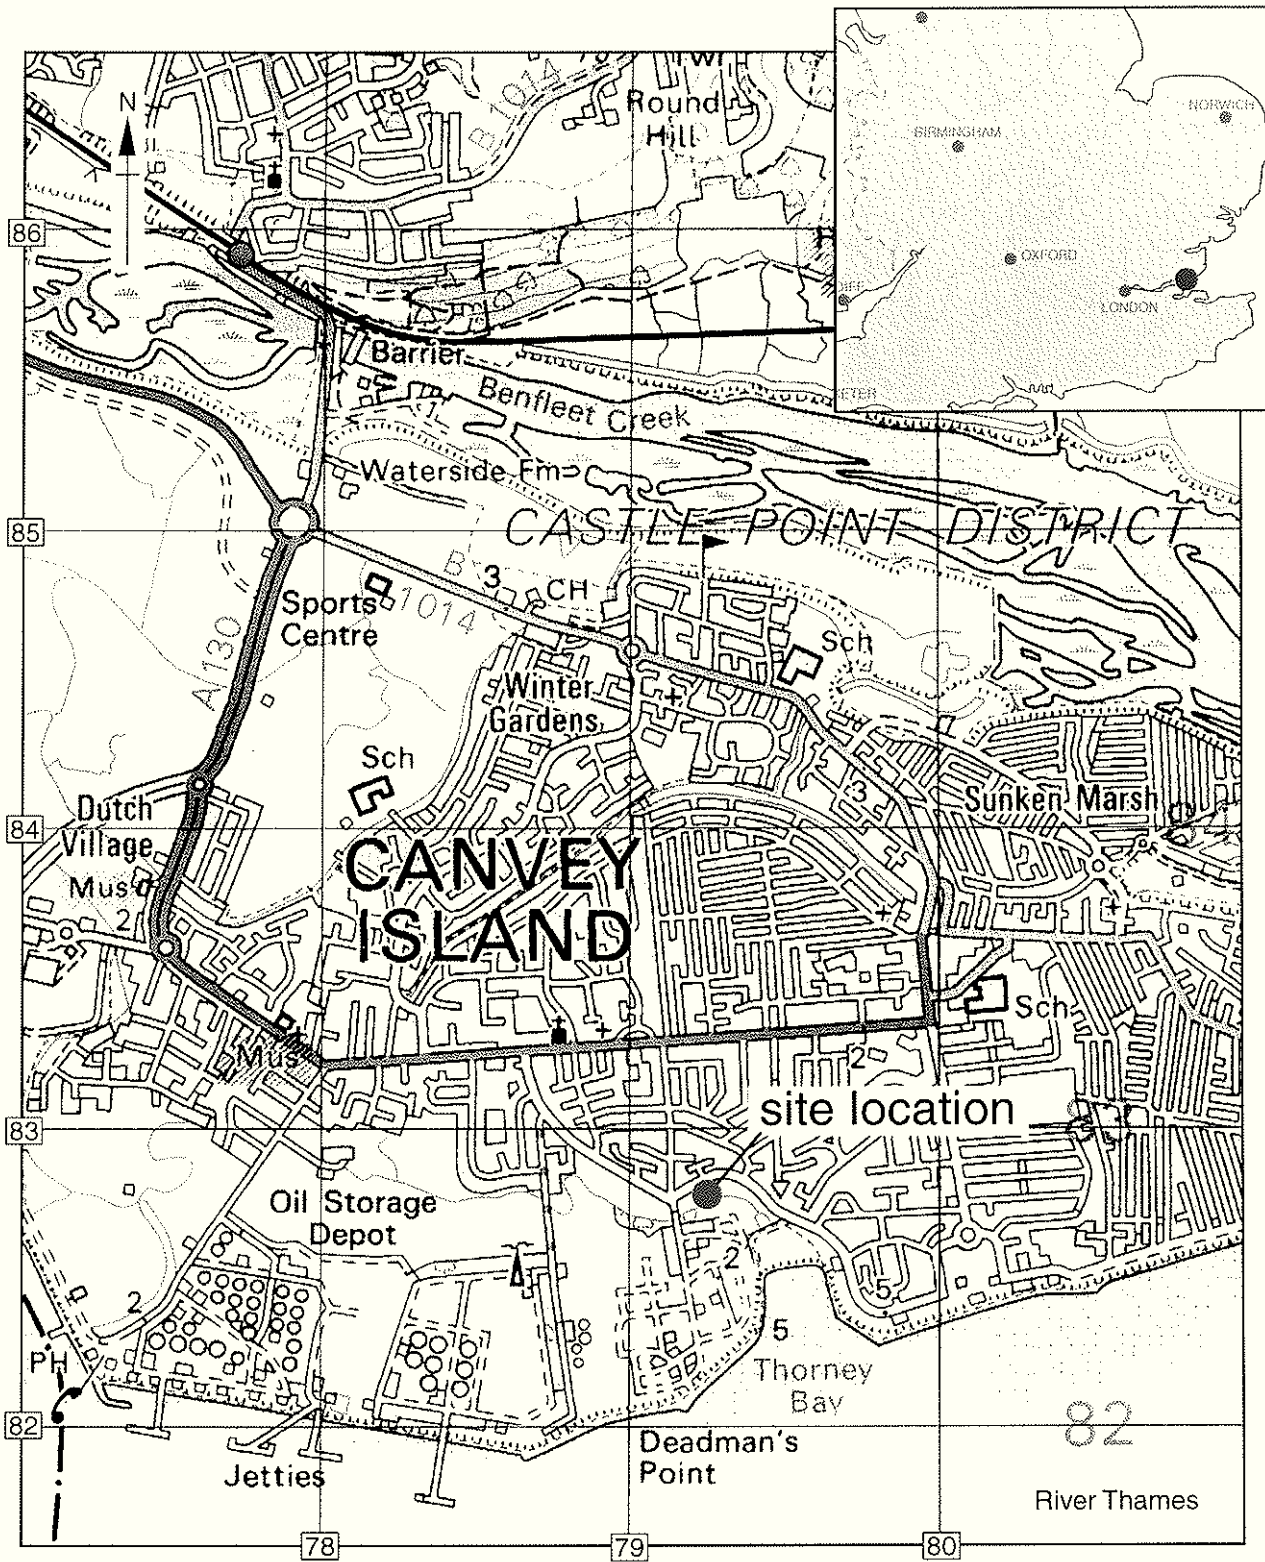 N
B 1014
Round
Hill
NORWICH
BIRMINGHAM
OXFORD
LONDON
86
Barrier
Benfleet Creek
Waterside Fm
85
CASTLE POINT DISTRICT
B 1014
3
CH
Sports
Centre
A130
Sch
Winter
Gardens
Sch
3
Sunken Marsh
Dutch
Village
84
Mus
2
CANVEY
ISLAND
Sch
Mus
2
site location
83
Oil Storage
Depot
2
5
2
5
PH
Thorney
Bay
82
82
Deadman's
Point
Jetties
River Thames
78
79
80